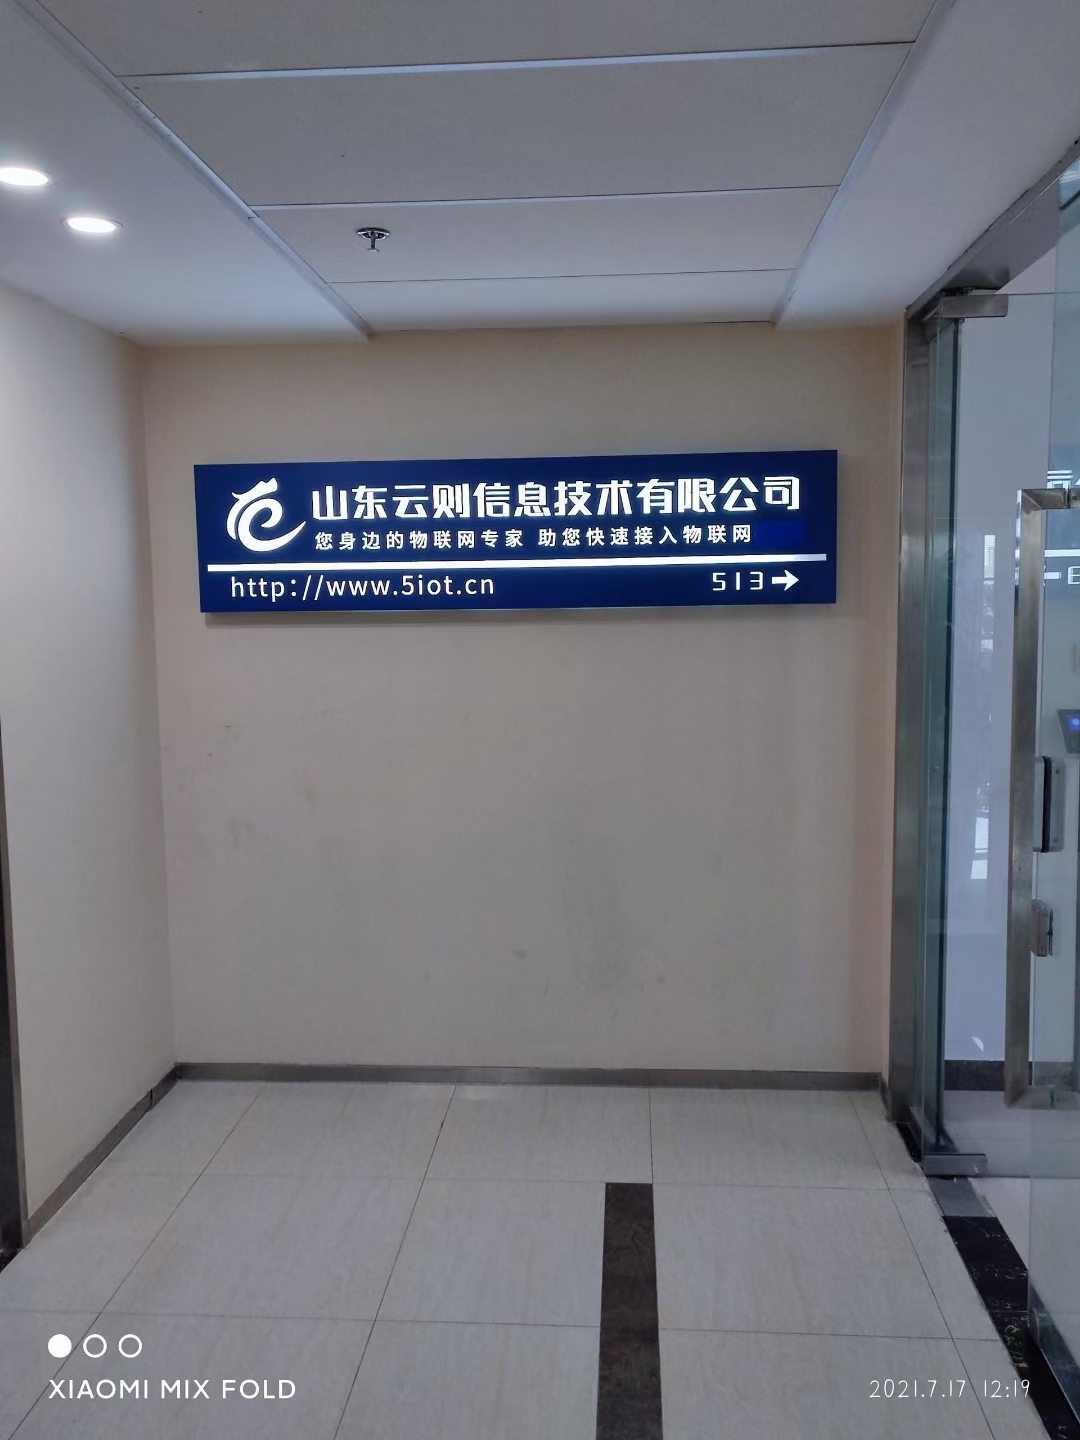 山东云则信息技术有限公司
您身边的物联网专家 助您快速接入物联网
http://www.5iot.cn
513
XIAOMI MIX FOLD
2021.7.17 12:19